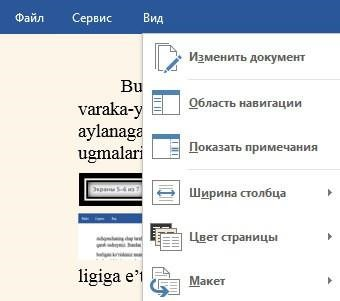 Файл Сервис Вид
Изменить документ
Область навигации
Показать примечания
Ширина столбца
Цвет страницы
Макет
Bu
varaka-y
aylanaga
ugmalari
Экраны 5-6 из 7
ligiga e’t